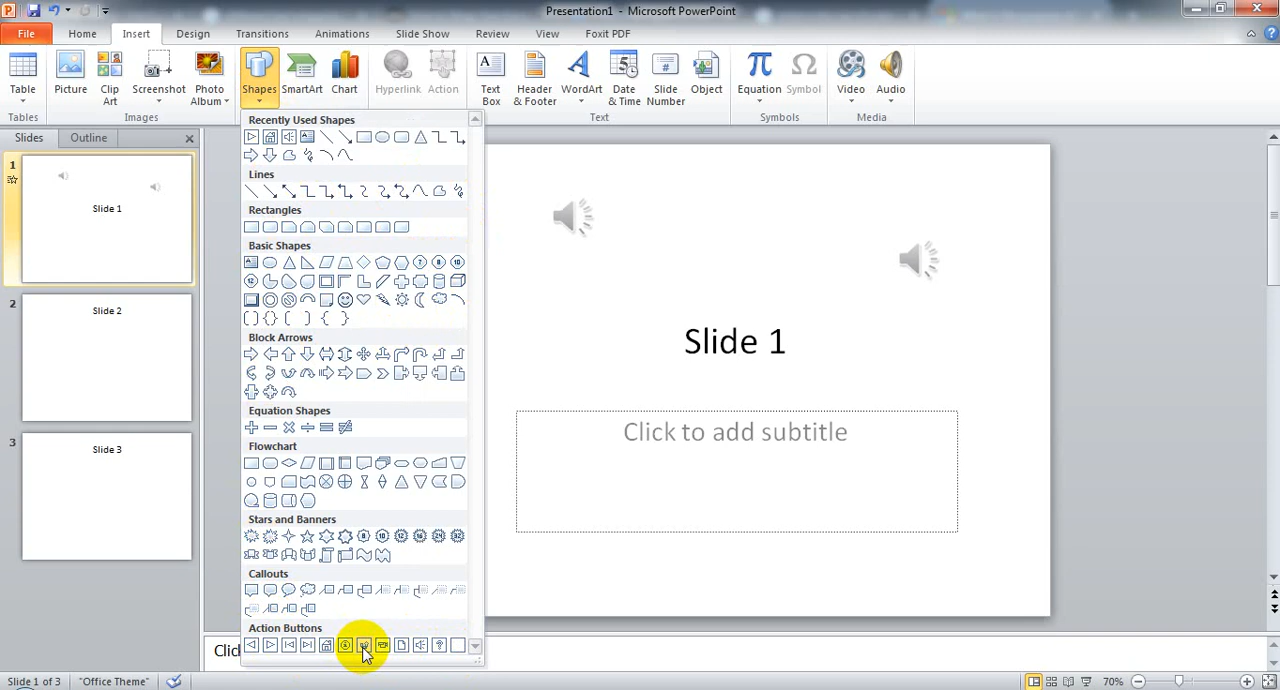 Presentation1 - Microsoft PowerPoint
File Home Insert Design Transitions Animations Slide Show Review View Foxit PDF
Table Picture Clip Art Screenshot Photo Album Shapes SmartArt Chart Hyperlink Action Text Box Header & Footer WordArt Date & Time Slide Number Object Equation Symbol Video Audio
Tables Images Text Symbols Media
Slides Outline
Recently Used Shapes
Lines
Rectangles
Basic Shapes
Block Arrows
Equation Shapes
Flowchart
Stars and Banners
Callouts
Action Buttons
1
Slide 1
2
Slide 2
3
Slide 3
Slide 1
Click to add subtitle
Clic
Slide 1 of 3 "Office Theme" 70%